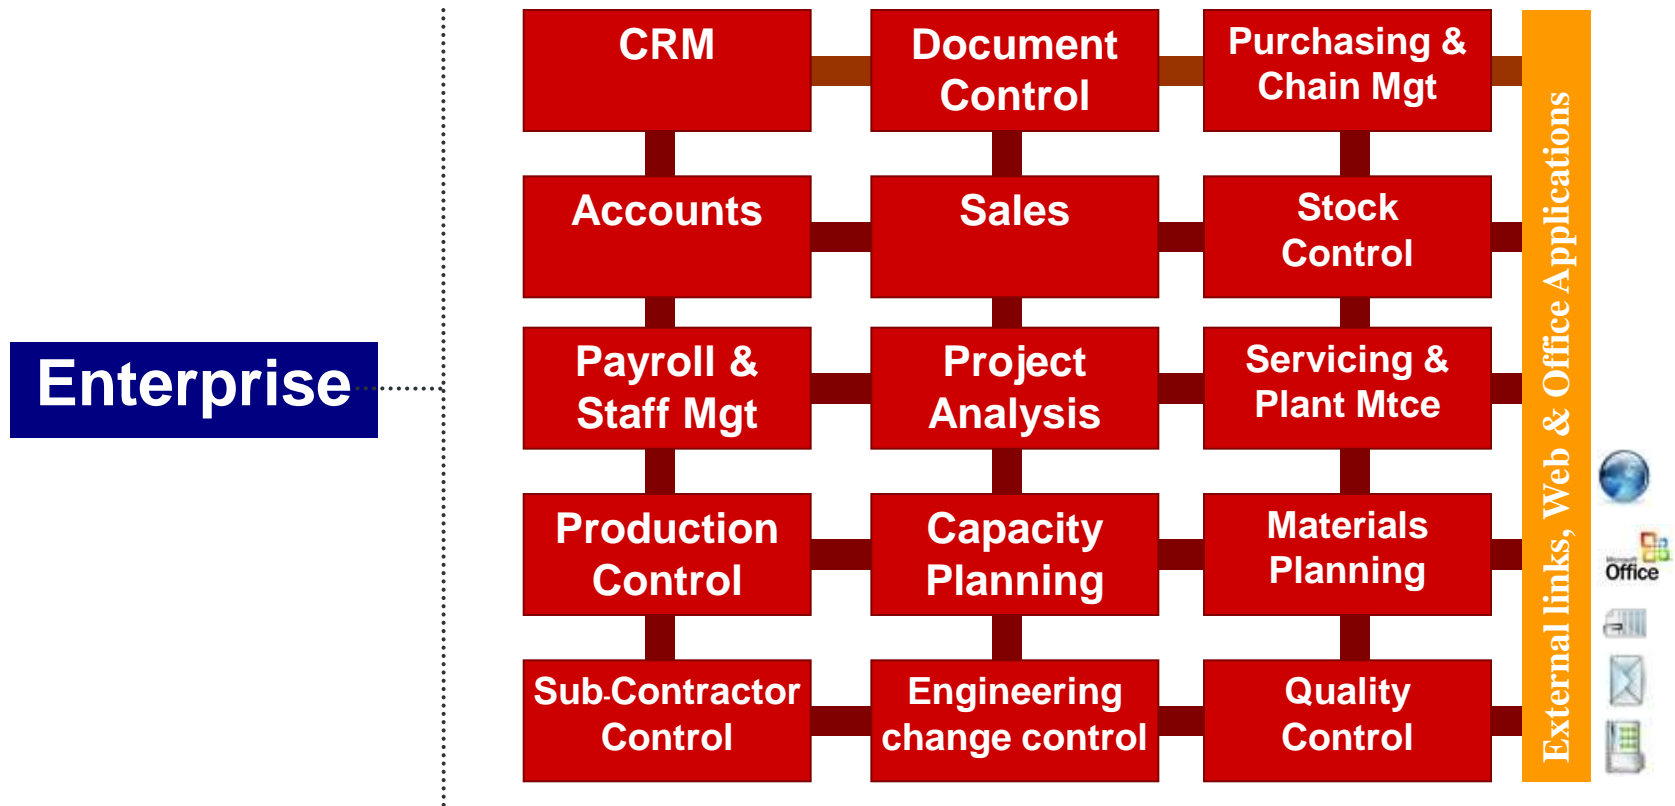 Enterprise
CRM
Document
Control
Purchasing &
Chain Mgt
Accounts
Sales
Stock
Control
Payroll &
Staff Mgt
Project
Analysis
Servicing &
Plant Mtce
Production
Control
Capacity
Planning
Materials
Planning
Sub-Contractor
Control
Engineering
change control
Quality
Control
External links, Web & Office Applications
Microsoft
Office